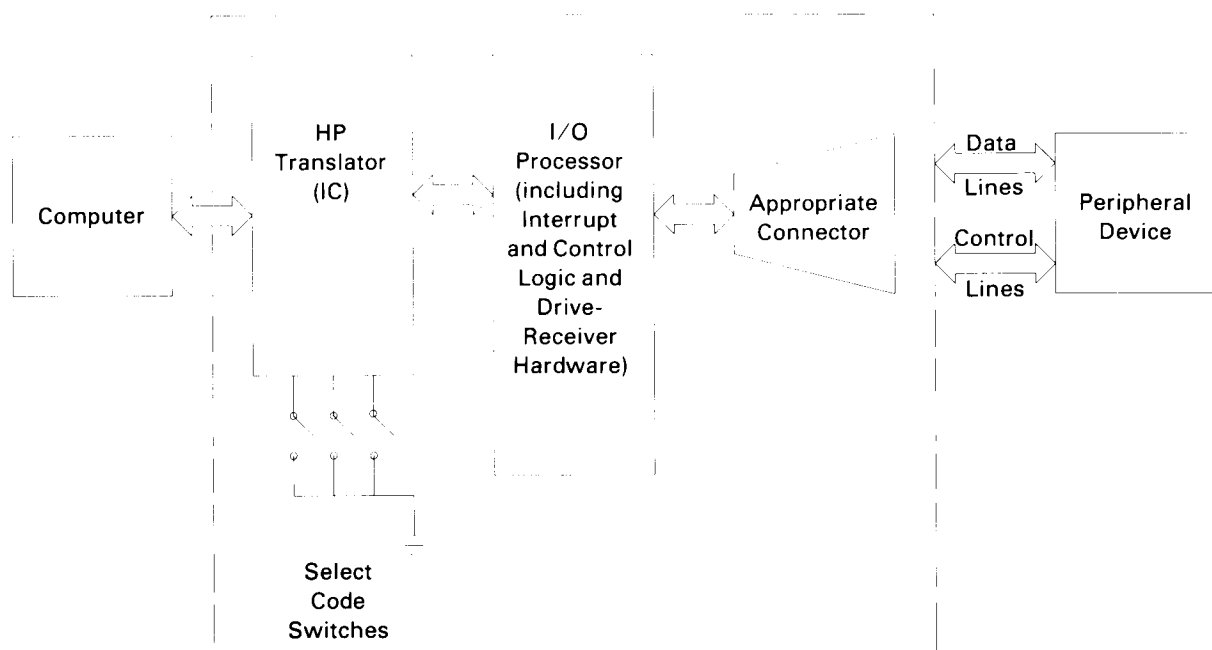 Computer
HP
Translator
(IC)
I/O
Processor
(including
Interrupt
and Control
Logic and
Drive-
Receiver
Hardware)
Appropriate
Connector
Data
Lines
Control
Lines
Peripheral
Device
Select
Code
Switches